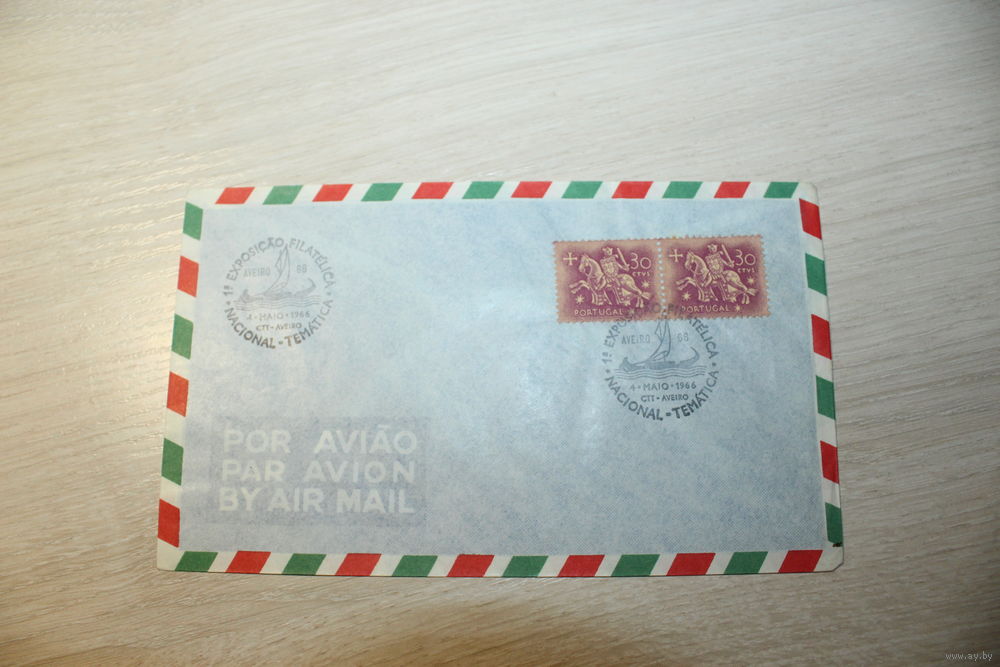 1ª EXPOSIÇÃO FILATÉLICA
AVEIRO 66
4 - MAIO - 1966
CTT - AVEIRO
NACIONAL - TEMÁTICA
30 CTVS
PORTUGAL
30 CTVS
PORTUGAL
1ª EXPOSIÇÃO FILATÉLICA
AVEIRO 66
4 - MAIO - 1966
CTT - AVEIRO
NACIONAL - TEMÁTICA
POR AVIÃO
PAR AVION
BY AIR MAIL
www.ay.by